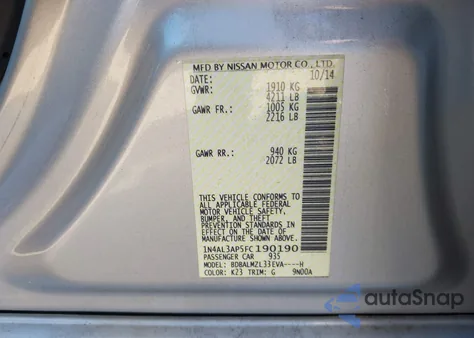 MFD BY NISSAN MOTOR CO., LTD.
DATE: 10/14
GVWR: 1910 KG
4211 LB
GAWR FR.: 1005 KG
2216 LB
GAWR RR.: 940 KG
2072 LB
THIS VEHICLE CONFORMS TO
ALL APPLICABLE FEDERAL
MOTOR VEHICLE SAFETY,
BUMPER, AND THEFT
PREVENTION STANDARDS IN
EFFECT ON THE DATE OF
MANUFACTURE SHOWN ABOVE.
1N4AL3AP5FC190190
PASSENGER CAR 935
MODEL: BDBALMZL33EVA----H
COLOR: K23 TRIM: G 9N00A
autoSnap